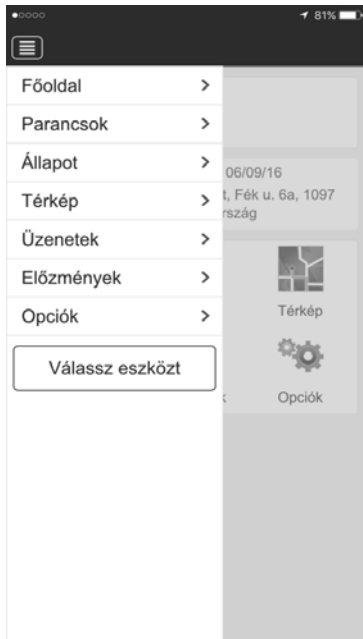 81%
Főoldal
Parancsok
Állapot
Térkép
Üzenetek
Előzmények
Opciók
Válassz eszközt
06/09/16
t, Fék u. 6a, 1097
rszág
Térkép
k
Opciók